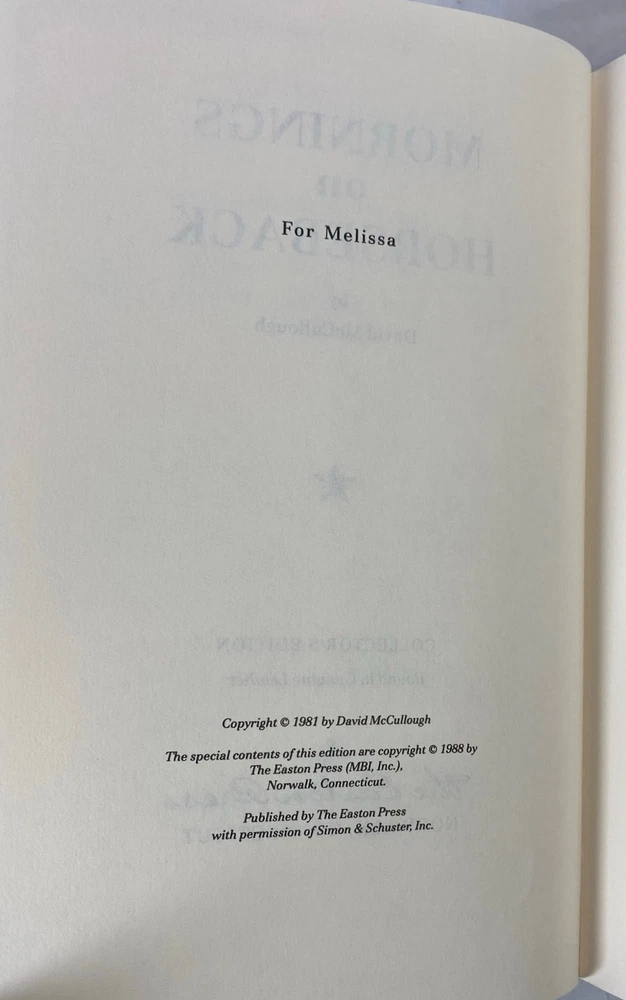 For Melissa
Copyright © 1981 by David McCullough
The special contents of this edition are copyright © 1988 by
The Easton Press (MBI, Inc.),
Norwalk, Connecticut.
Published by The Easton Press
with permission of Simon & Schuster, Inc.